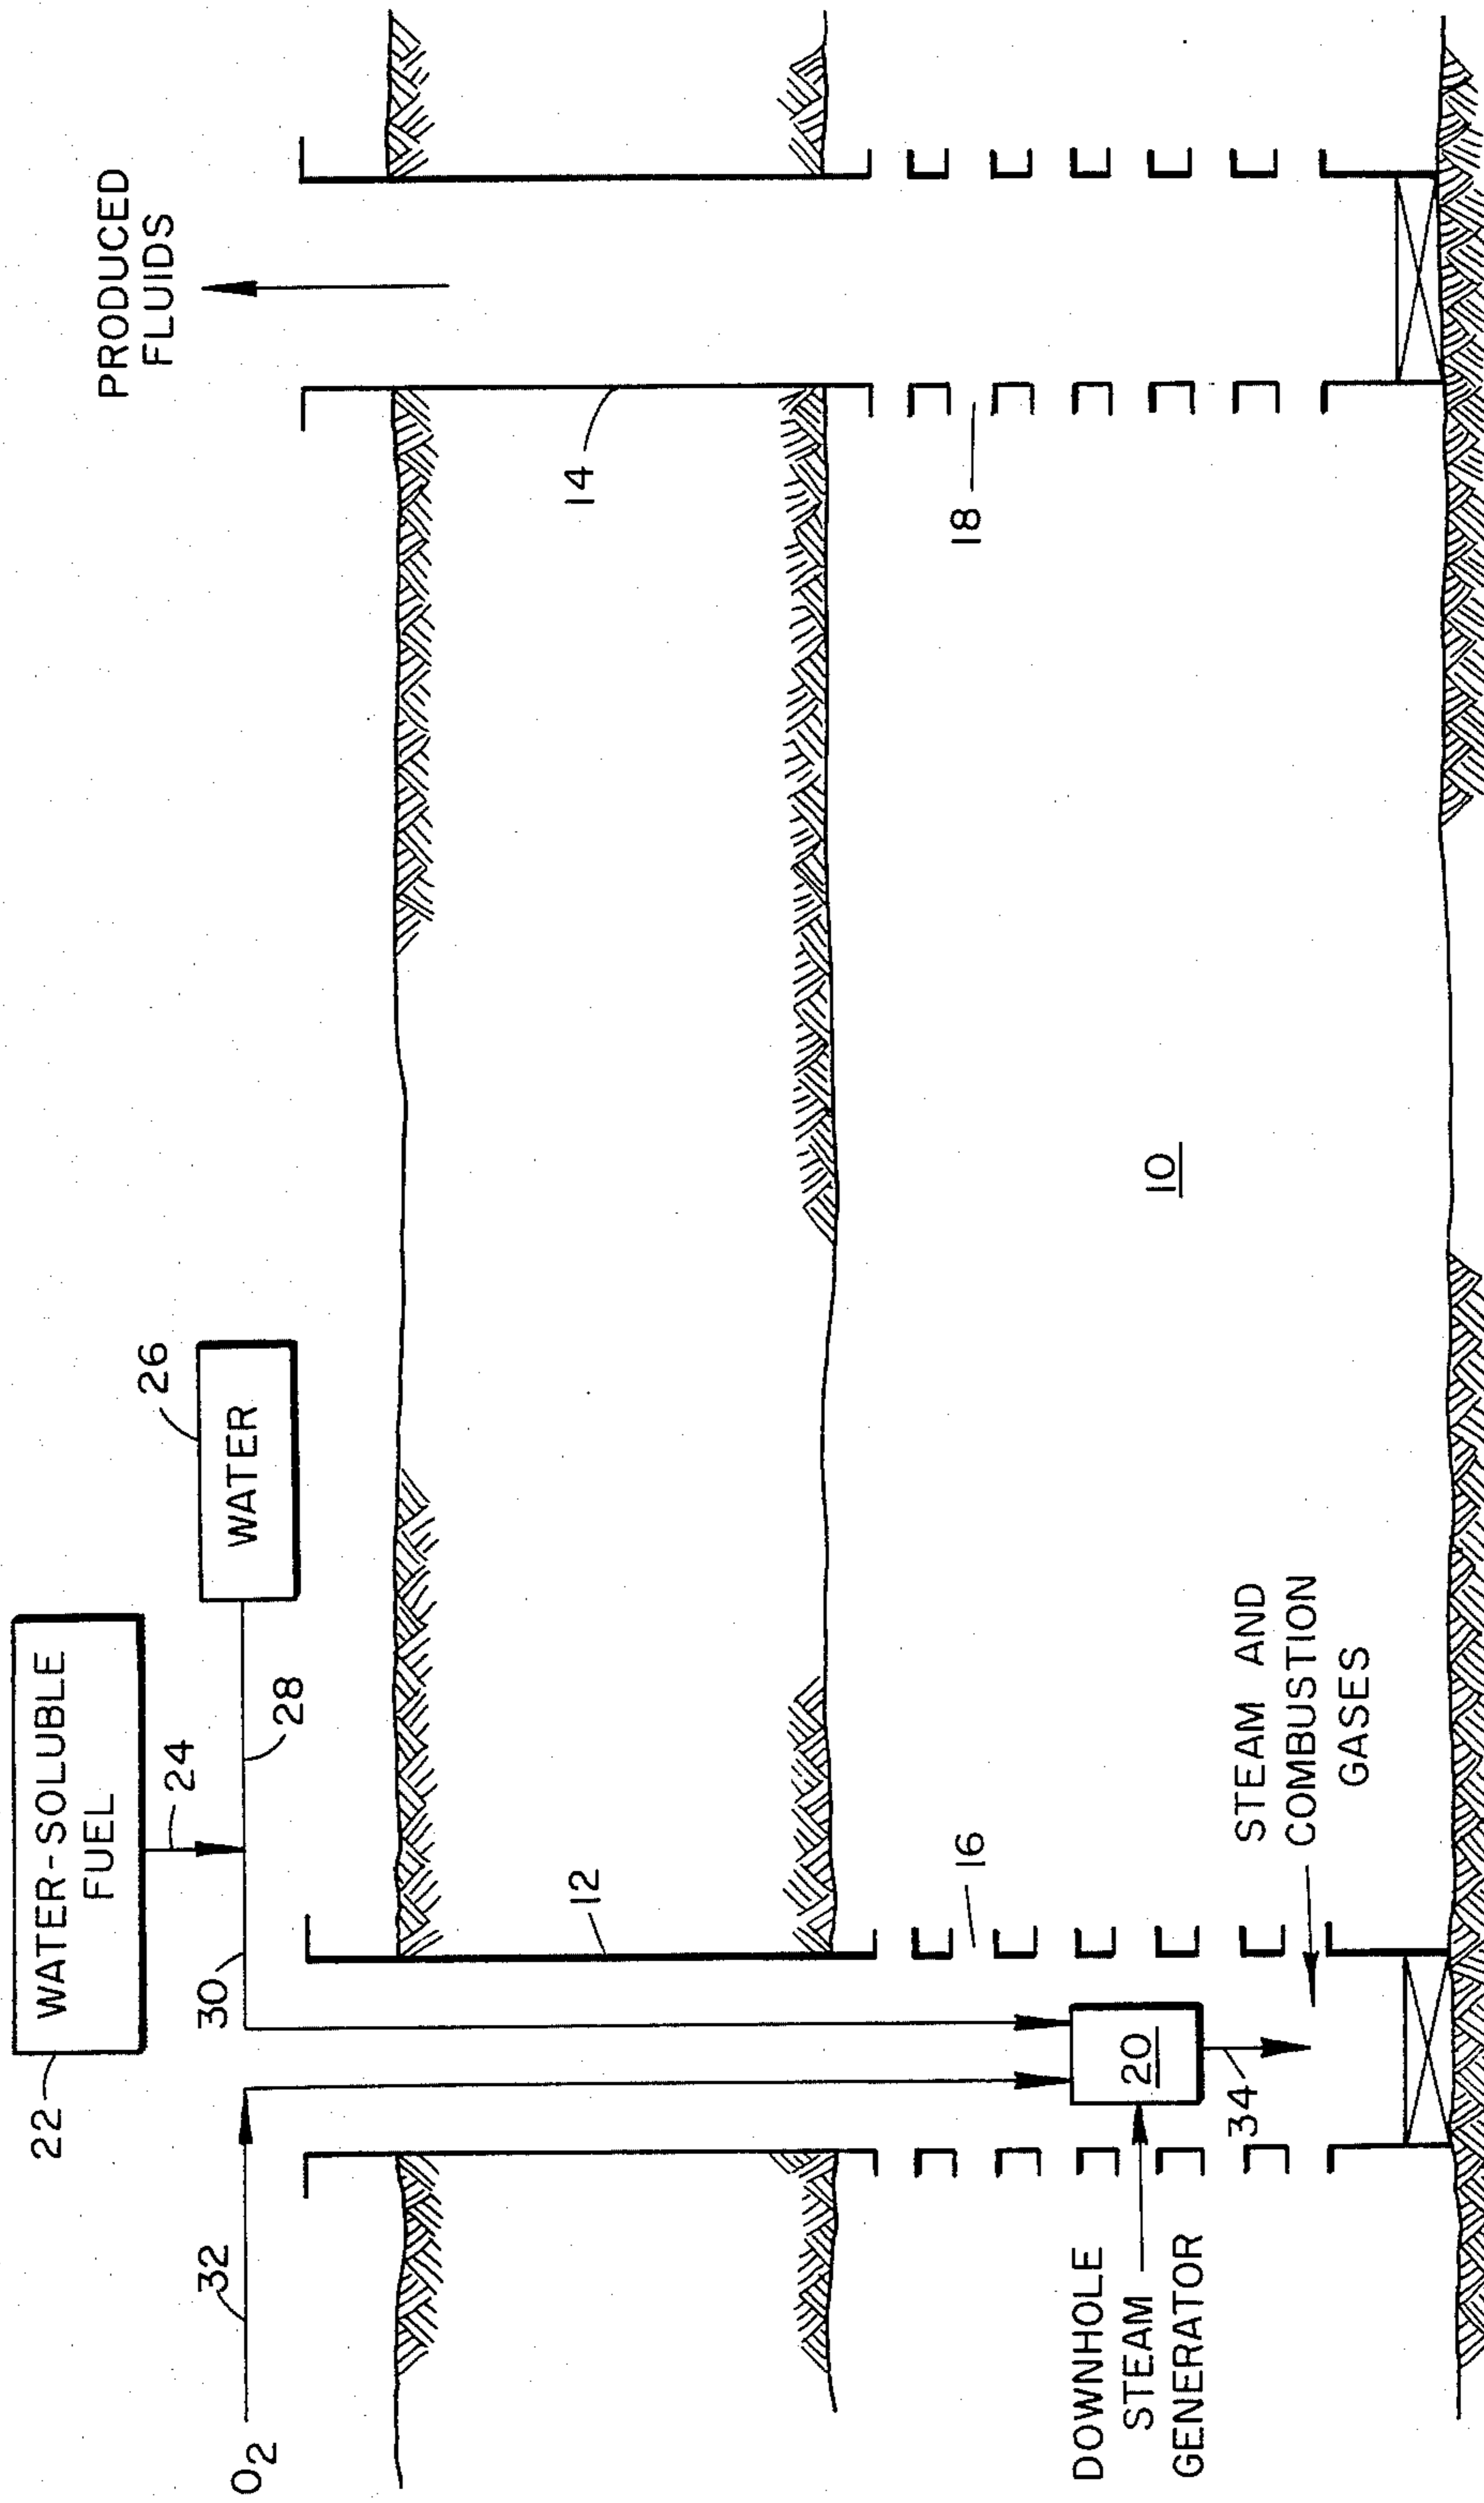 WATER-SOLUBLE
FUEL
22
24
26
WATER
28
30
32
O2
PRODUCED
FLUIDS
12
14
16
18
10
20
34
DOWNHOLE
STEAM
GENERATOR
STEAM AND
COMBUSTION
GASES